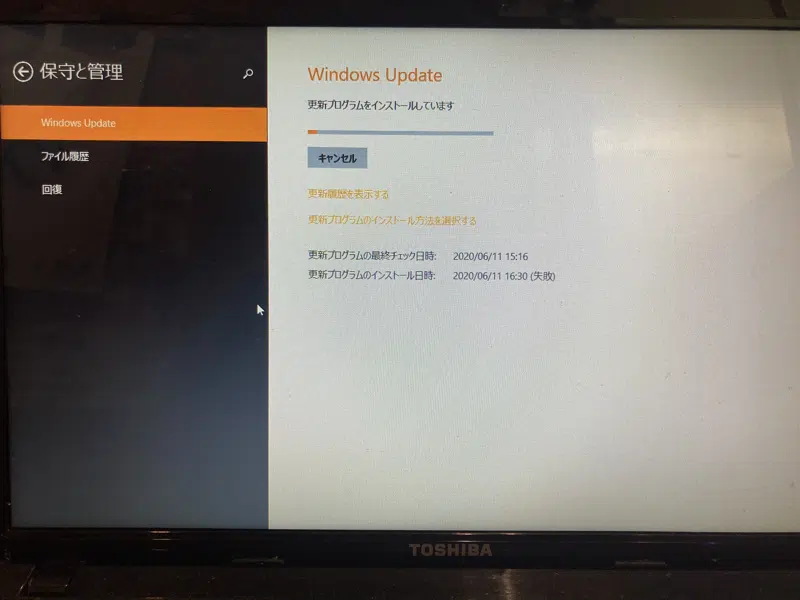 保守と管理
Windows Update
ファイル履歴
回復
Windows Update
更新プログラムをインストールしています
キャンセル
更新履歴を表示する
更新プログラムのインストール方法を選択する
更新プログラムの最終チェック日時: 2020/06/11 15:16
更新プログラムのインストール日時: 2020/06/11 16:30 (失敗)
TOSHIBA